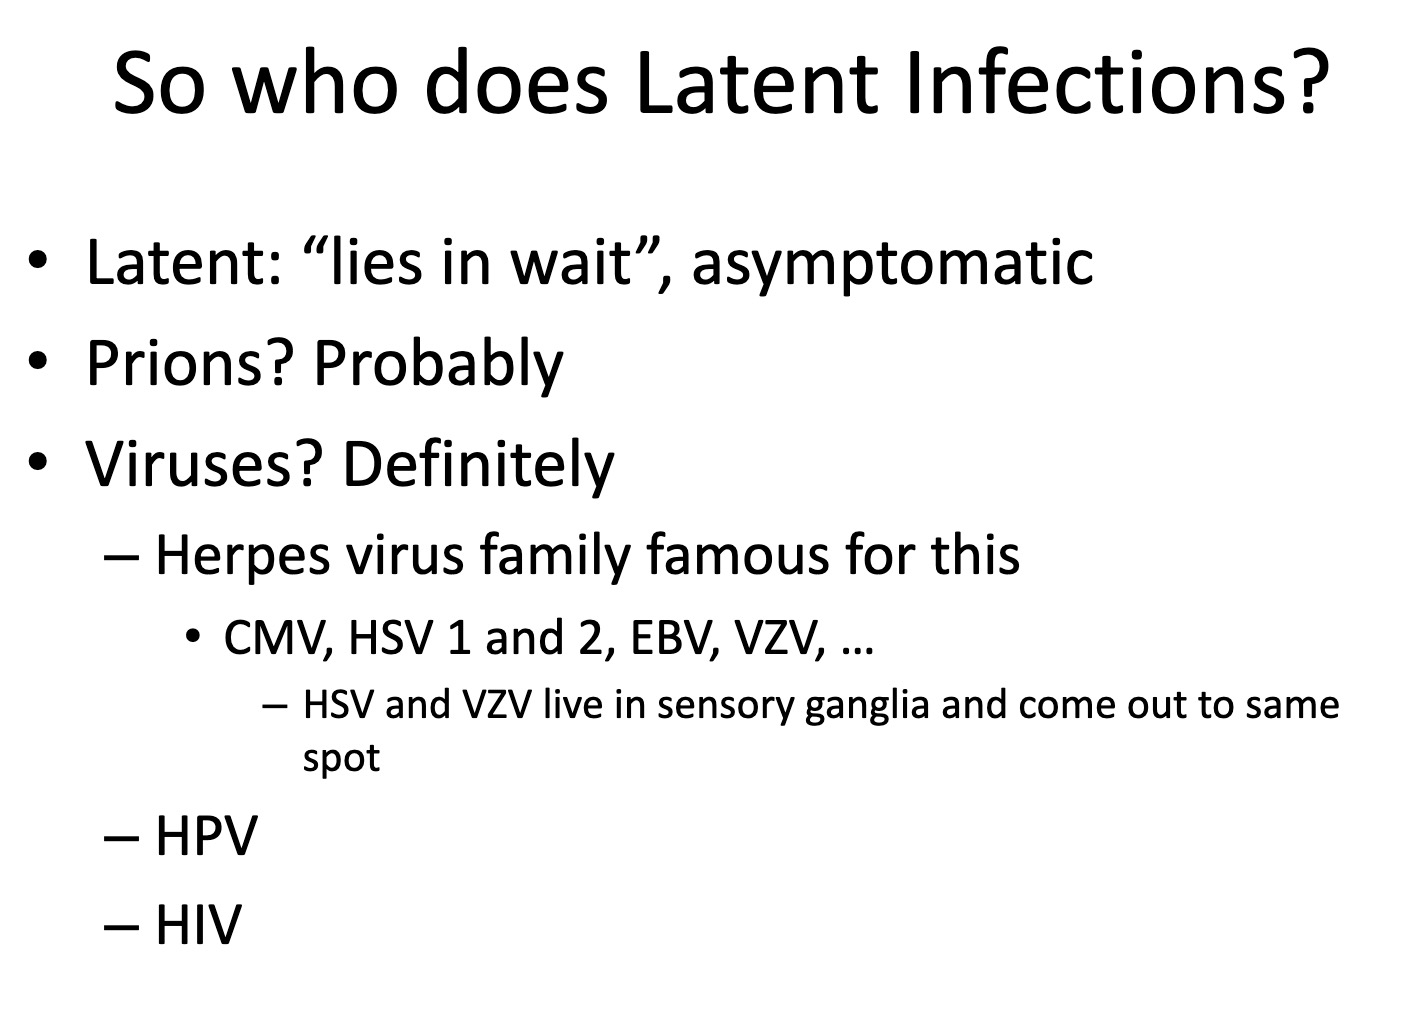 So who does Latent Infections?
• Latent: “lies in wait”, asymptomatic
• Prions? Probably
• Viruses? Definitely
– Herpes virus family famous for this
• CMV, HSV 1 and 2, EBV, VZV, …
– HSV and VZV live in sensory ganglia and come out to same
spot
– HPV
– HIV